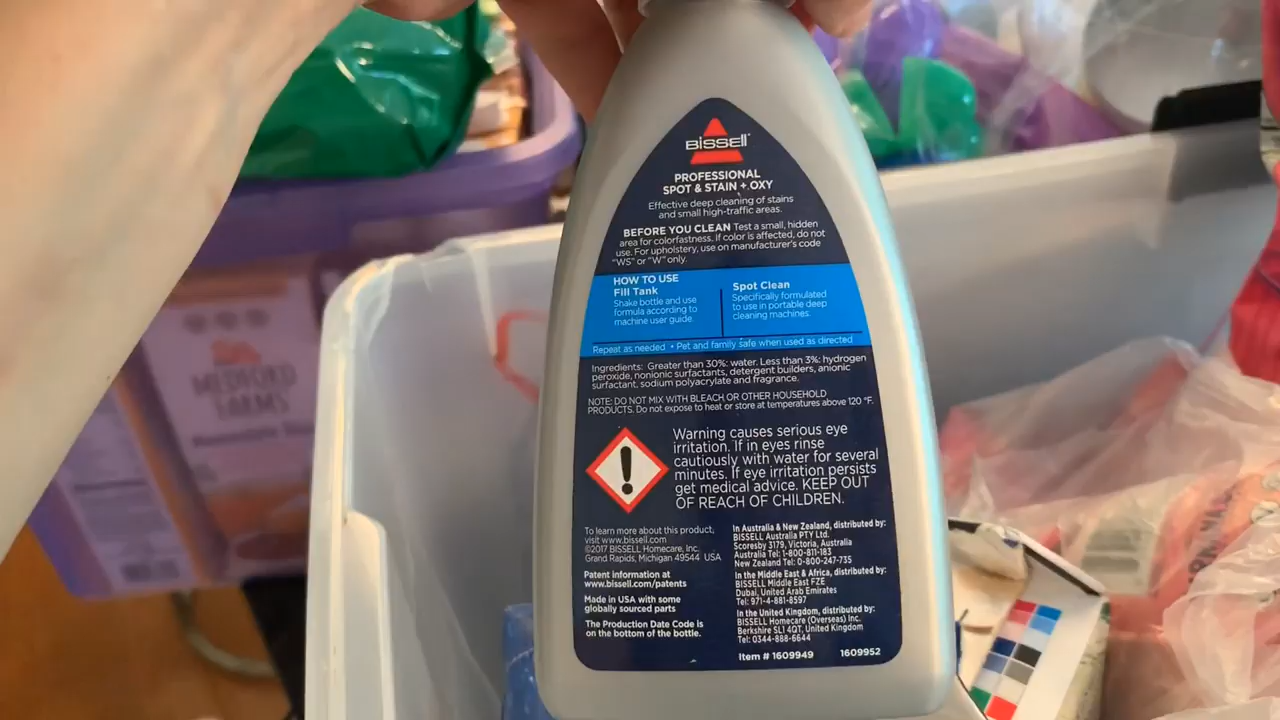 BISSELL
PROFESSIONAL
SPOT & STAIN + OXY
Effective deep cleaning of stains
and small high-traffic areas.
BEFORE YOU CLEAN Test a small, hidden
area for colorfastness. If color is affected, do not
use. For upholstery, use on manufacturer's code
"WS" or "W" only.
HOW TO USE
Fill Tank
Shake bottle and use
formula according to
machine user guide.
Spot Clean
Specifically formulated
to use in portable deep
cleaning machines.
Repeat as needed • Pet and family safe when used as directed
Ingredients: Greater than 30%: water. Less than 3%: hydrogen
peroxide, nonionic surfactants, detergent builders, anionic
surfactant, sodium polyacrylate and fragrance.
NOTE: DO NOT MIX WITH BLEACH OR OTHER HOUSEHOLD
PRODUCTS. Do not expose to heat or store at temperatures above 120 °F.
Warning causes serious eye
irritation. If in eyes rinse
cautiously with water for several
minutes. If eye irritation persists
get medical advice. KEEP OUT
OF REACH OF CHILDREN.
To learn more about this product,
visit www.bissell.com
©2017 BISSELL Homecare, Inc.
Grand Rapids, Michigan 49544 USA
Patent information at
www.bissell.com/patents
Made in USA with some
globally sourced parts
The Production Date Code is
on the bottom of the bottle.
In Australia & New Zealand, distributed by:
BISSELL Australia PTY Ltd.
Scoresby 3179, Victoria, Australia
Australia Tel: 1-800-811-183
New Zealand Tel: 0-800-247-735
In the Middle East & Africa, distributed by:
BISSELL Middle East FZE
Dubai, United Arab Emirates
Tel: 971-4-881-8597
In the United Kingdom, distributed by:
BISSELL Homecare (Overseas) Inc.
Berkshire SL1 4QT, United Kingdom
Tel: 0344-888-6644
Item # 1609949 1609952
MEDFORD
FARMS